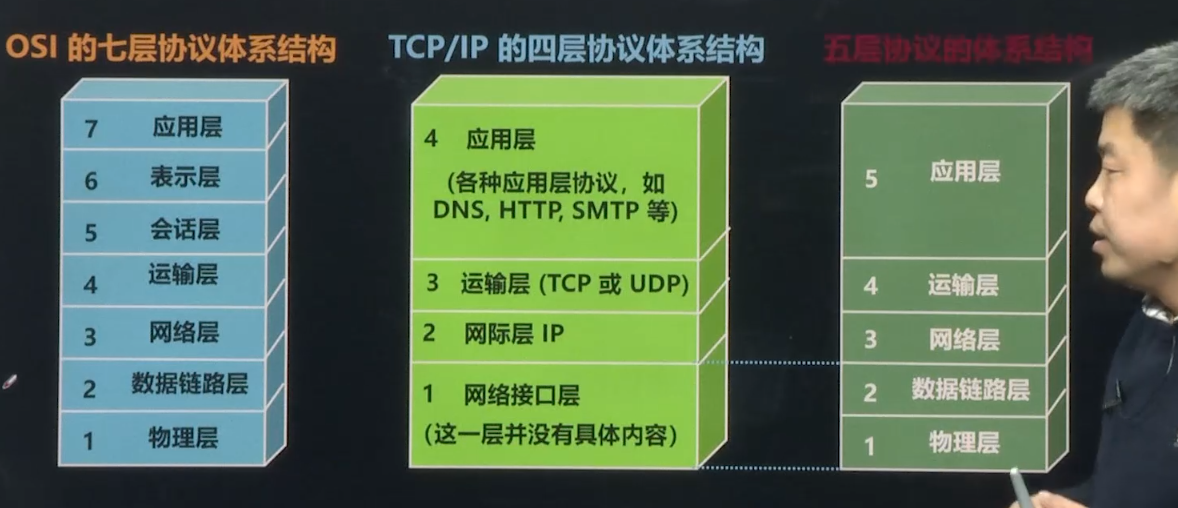 OSI 的七层协议体系结构
7 应用层
6 表示层
5 会话层
4 运输层
3 网络层
2 数据链路层
1 物理层
TCP/IP 的四层协议体系结构
4 应用层
(各种应用层协议，如
DNS, HTTP, SMTP 等)
3 运输层 (TCP 或 UDP)
2 网际层 IP
1 网络接口层
(这一层并没有具体内容)
五层协议的体系结构
5 应用层
4 运输层
3 网络层
2 数据链路层
1 物理层